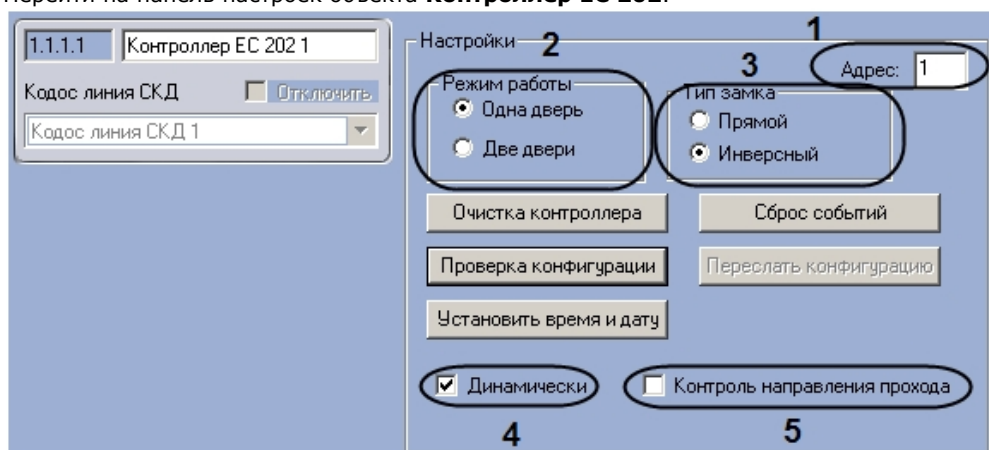 Перейти на панель настроек объекта Контроллер ЕС 202.
1.1.1.1 Контроллер ЕС 202 1
Кодос линия СКД Отключить
Кодос линия СКД 1
Настройки 2 1
3 Адрес: 1
Режим работы Тип замка
Одна дверь Прямой
Две двери Инверсный
Очистка контроллера Сброс событий
Проверка конфигурации Переслать конфигурацию
Установить время и дату
Динамически Контроль направления прохода
4 5